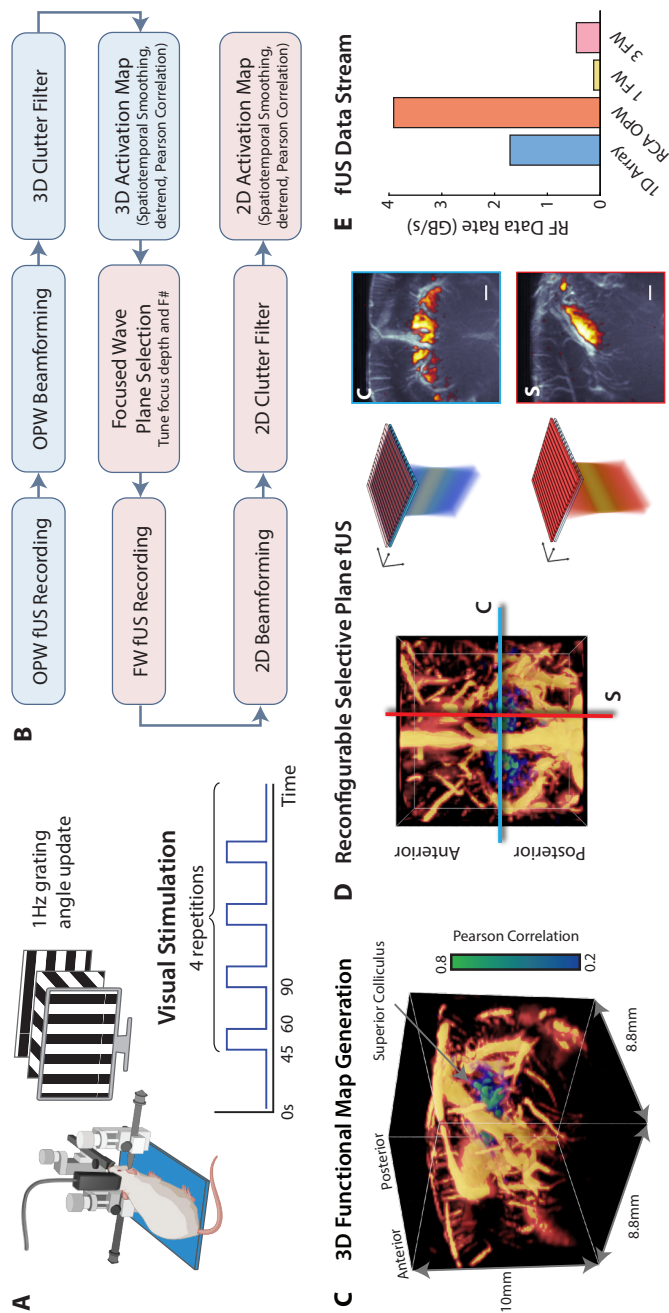 A
1Hz grating
angle update
Visual Stimulation
4 repetitions
0s
45
60
90
Time
B
OPW fUS Recording
OPW Beamforming
3D Clutter Filter
3D Activation Map
(Spatiotemporal Smoothing,
detrend, Pearson Correlation)
Focused Wave
Plane Selection
Tune focus depth and F#
FW fUS Recording
2D Beamforming
2D Clutter Filter
2D Activation Map
(Spatiotemporal Smoothing,
detrend, Pearson Correlation)
C
3D Functional Map Generation
Anterior
Posterior
Superior Colliculus
Pearson Correlation
0.8
0.2
10mm
8.8mm
8.8mm
D
Reconfigurable Selective Plane fUS
Anterior
Posterior
C
S
C
S
E
fUS Data Stream
RF Data Rate (GB/s)
4
3
2
1
0
1D Array
RCA OPW
1 FW
3 FW